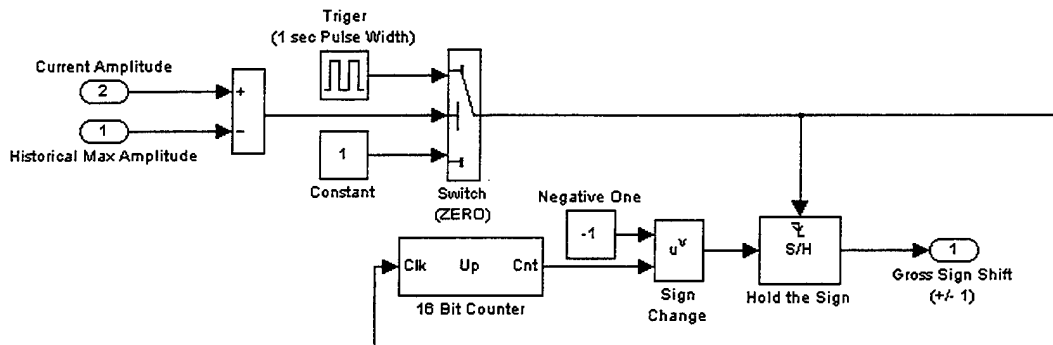 Triger
(1 sec Pulse Width)
Current Amplitude
2
+
1
−
Historical Max Amplitude
1
Constant
Switch
(ZERO)
Negative One
-1
Clk Up Cnt
16 Bit Counter
u^v
Sign
Change
S/H
Hold the Sign
1
Gross Sign Shift
(+/- 1)